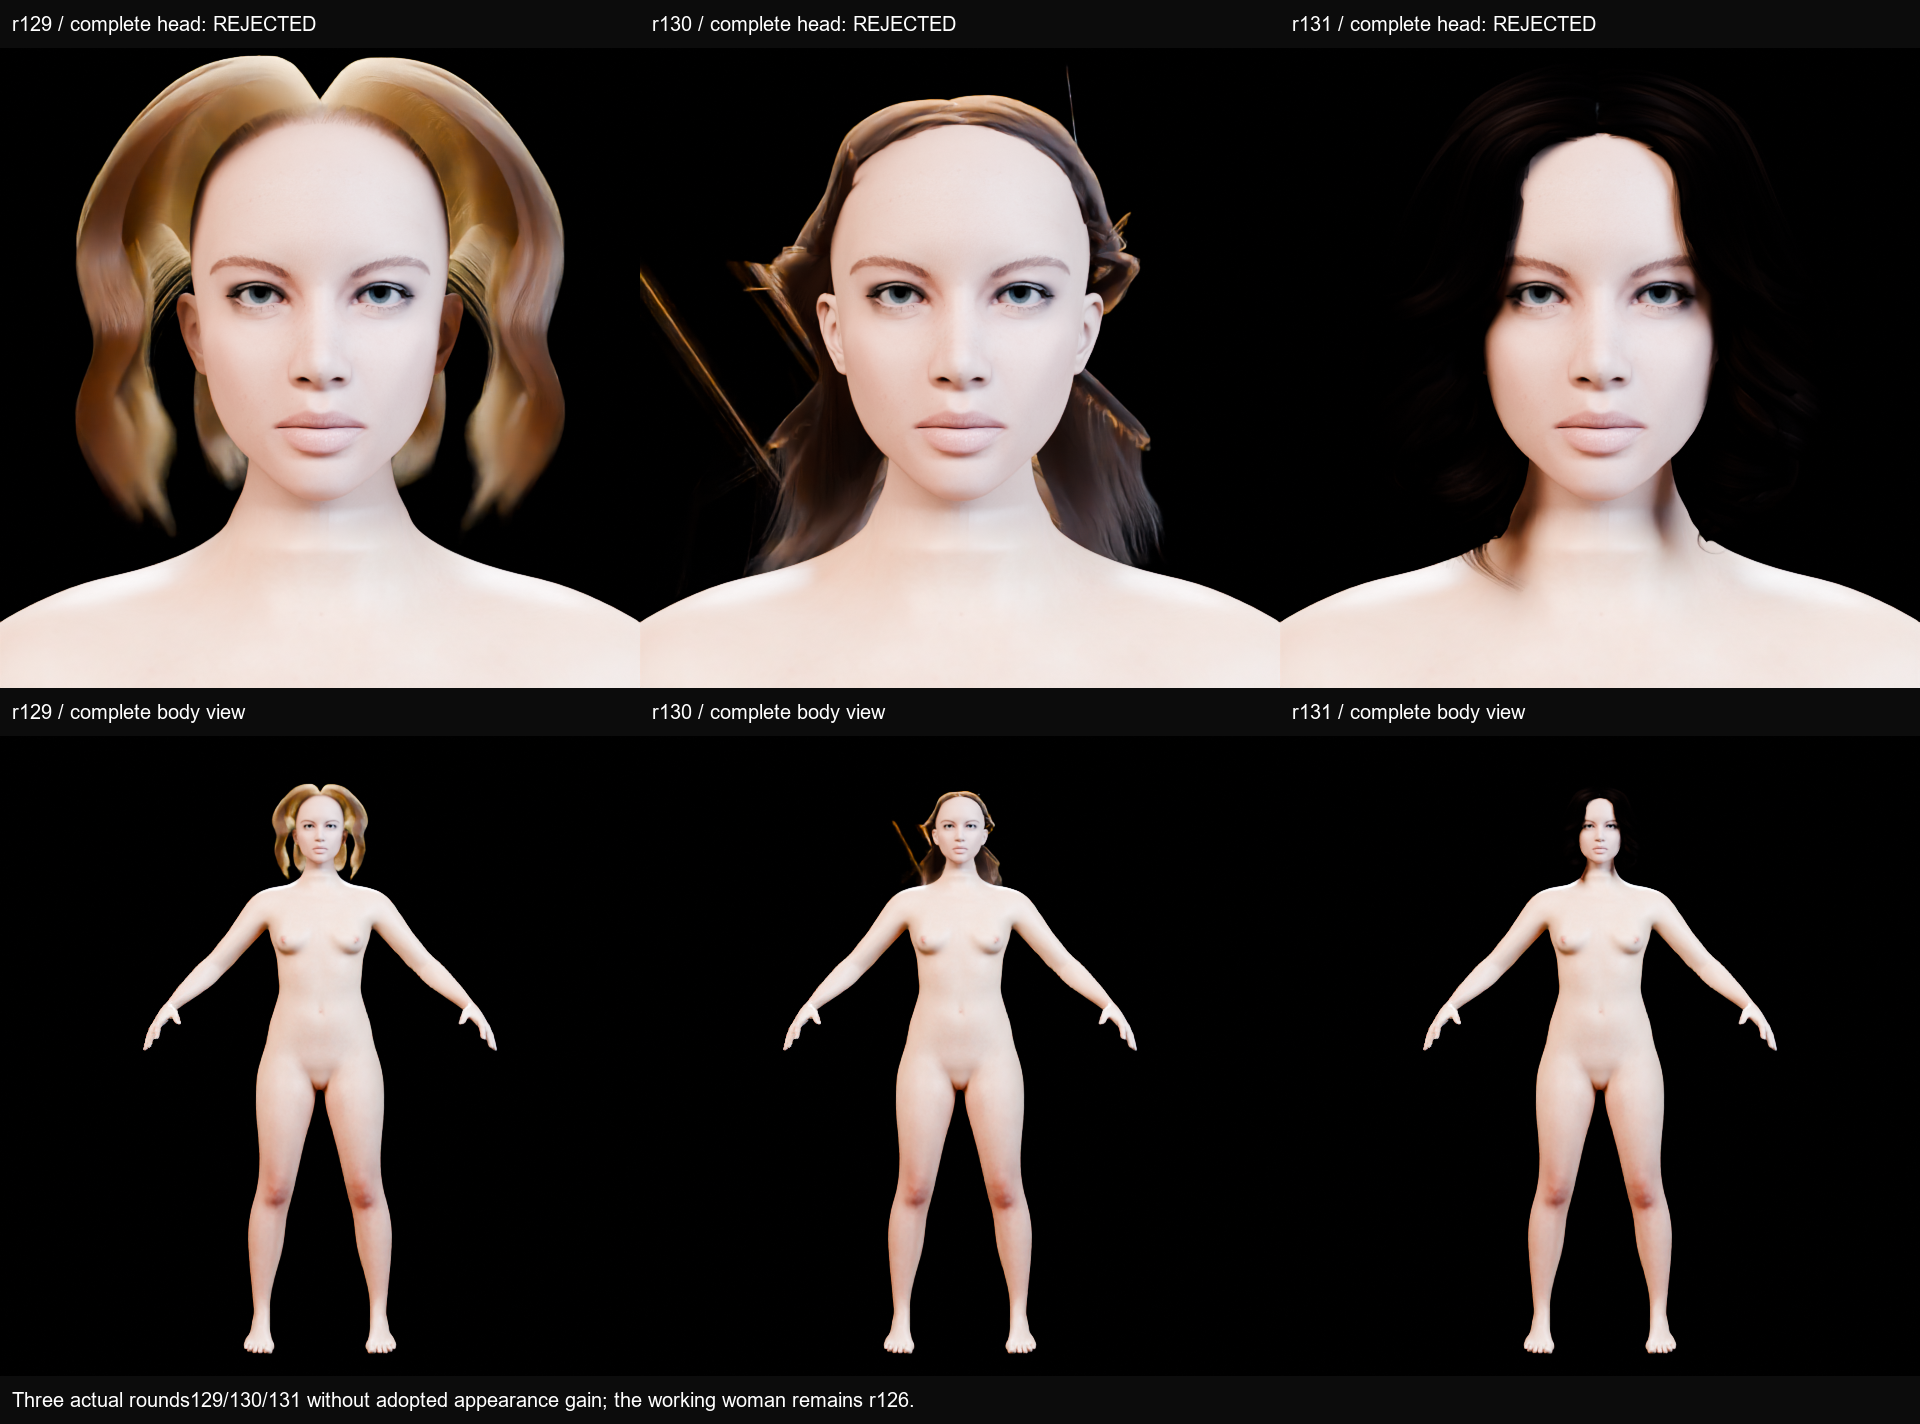 r129 / complete head: REJECTED
r130 / complete head: REJECTED
r131 / complete head: REJECTED
r129 / complete body view
r130 / complete body view
r131 / complete body view
Three actual rounds129/130/131 without adopted appearance gain; the working woman remains r126.